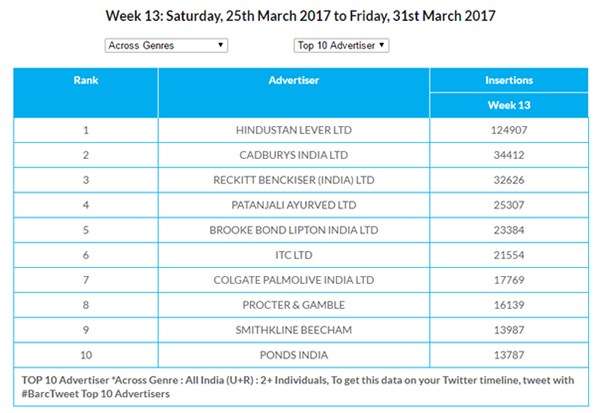 Week 13: Saturday, 25th March 2017 to Friday, 31st March 2017
Across Genres Top 10 Advertiser
Rank Advertiser Insertions
Week 13
1 HINDUSTAN LEVER LTD 124907
2 CADBURYS INDIA LTD 34412
3 RECKITT BENCKISER (INDIA) LTD 32626
4 PATANJALI AYURVED LTD 25307
5 BROOKE BOND LIPTON INDIA LTD 23384
6 ITC LTD 21554
7 COLGATE PALMOLIVE INDIA LTD 17769
8 PROCTER & GAMBLE 16139
9 SMITHKLINE BEECHAM 13987
10 PONDS INDIA 13787
TOP 10 Advertiser *Across Genre : All India (U+R) : 2+ Individuals, To get this data on your Twitter timeline, tweet with
#BarcTweet Top 10 Advertisers